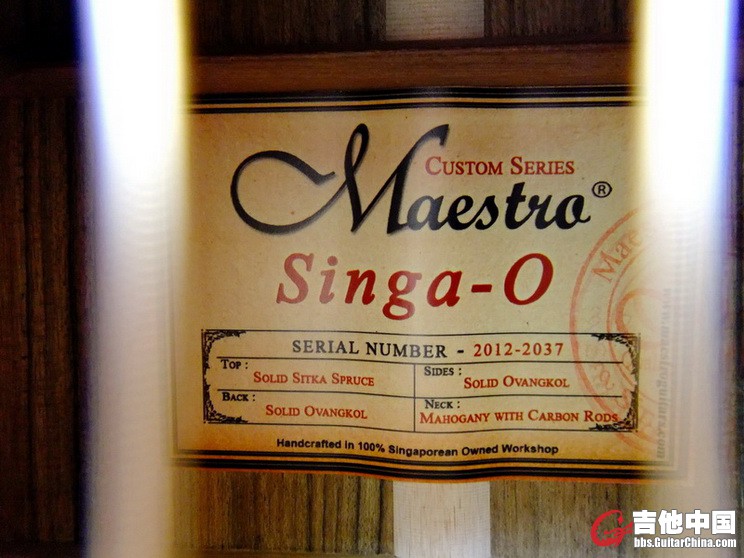 CUSTOM SERIES
Maestro®
Singa-O
SERIAL NUMBER - 2012-2037
TOP :
SOLID SITKA SPRUCE
SIDES :
SOLID OVANGKOL
BACK :
SOLID OVANGKOL
NECK :
MAHOGANY WITH CARBON RODS
Handcrafted in 100% Singaporean Owned Workshop
吉他中国
bbs.GuitarChina.com